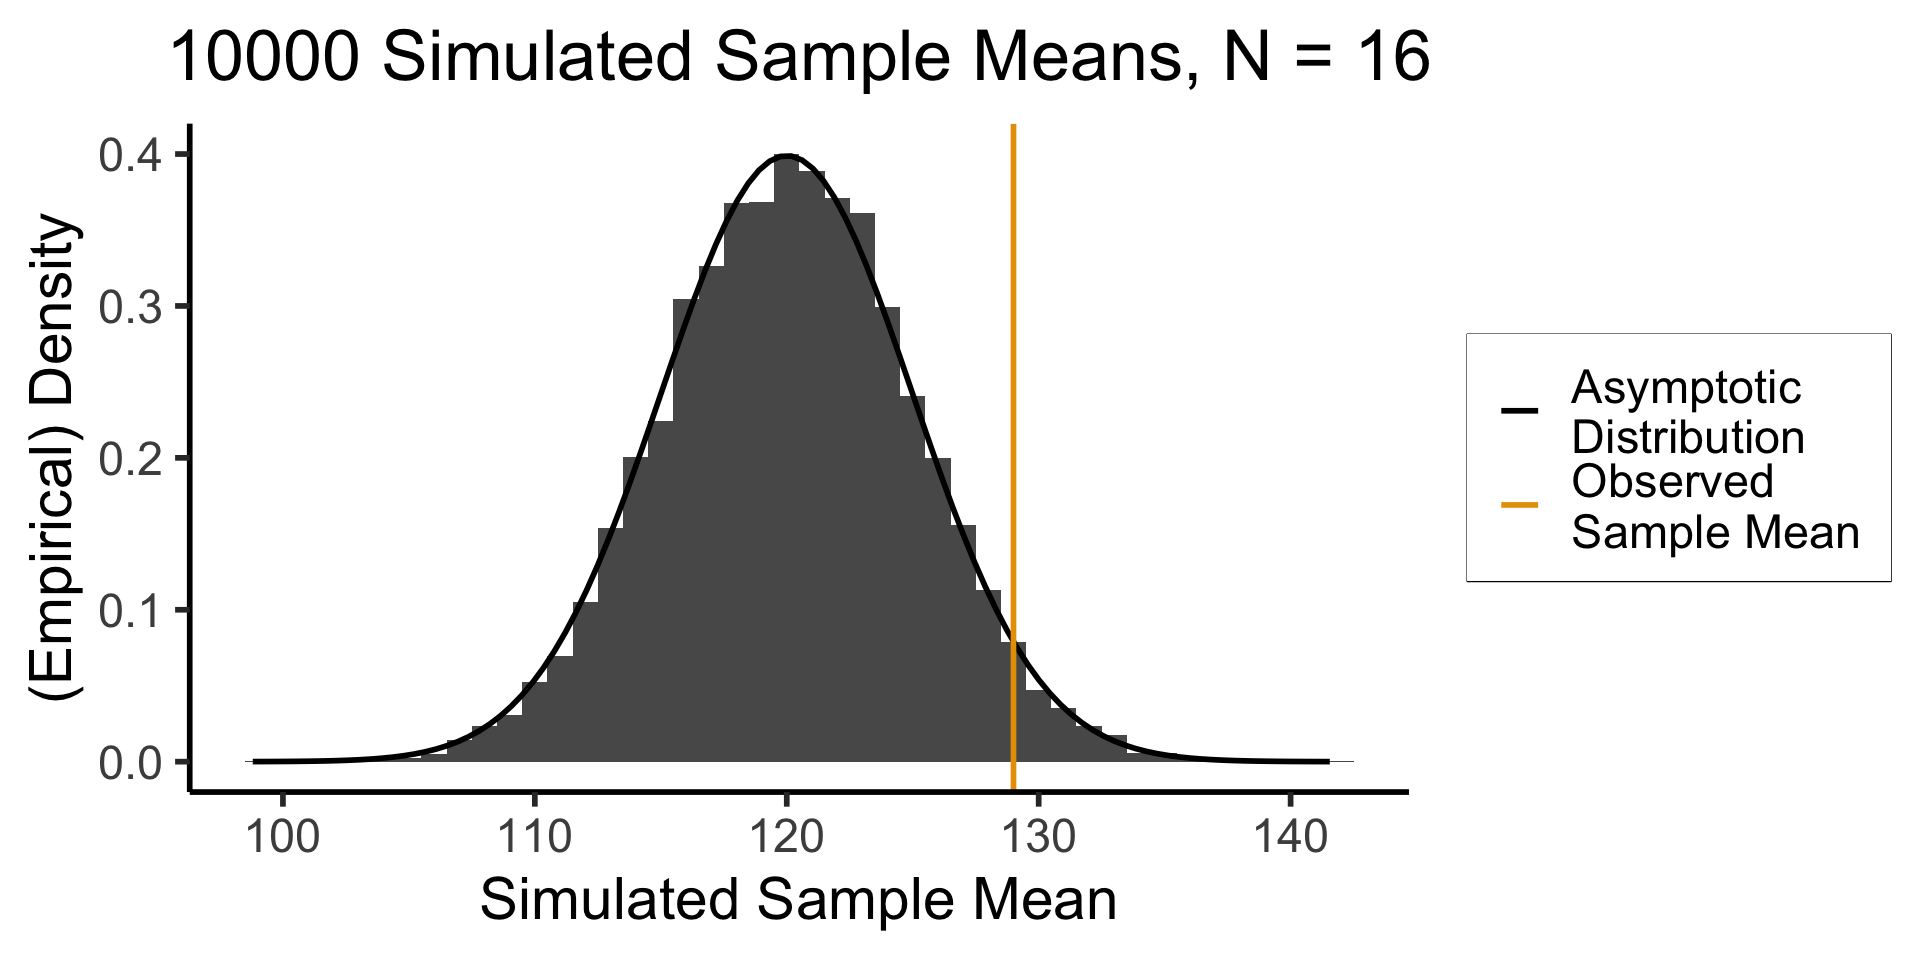 10000 Simulated Sample Means, N = 16
(Empirical) Density
0.4
0.3
0.2
0.1
0.0
100 110 120 130 140
Simulated Sample Mean
Asymptotic
Distribution
Observed
Sample Mean